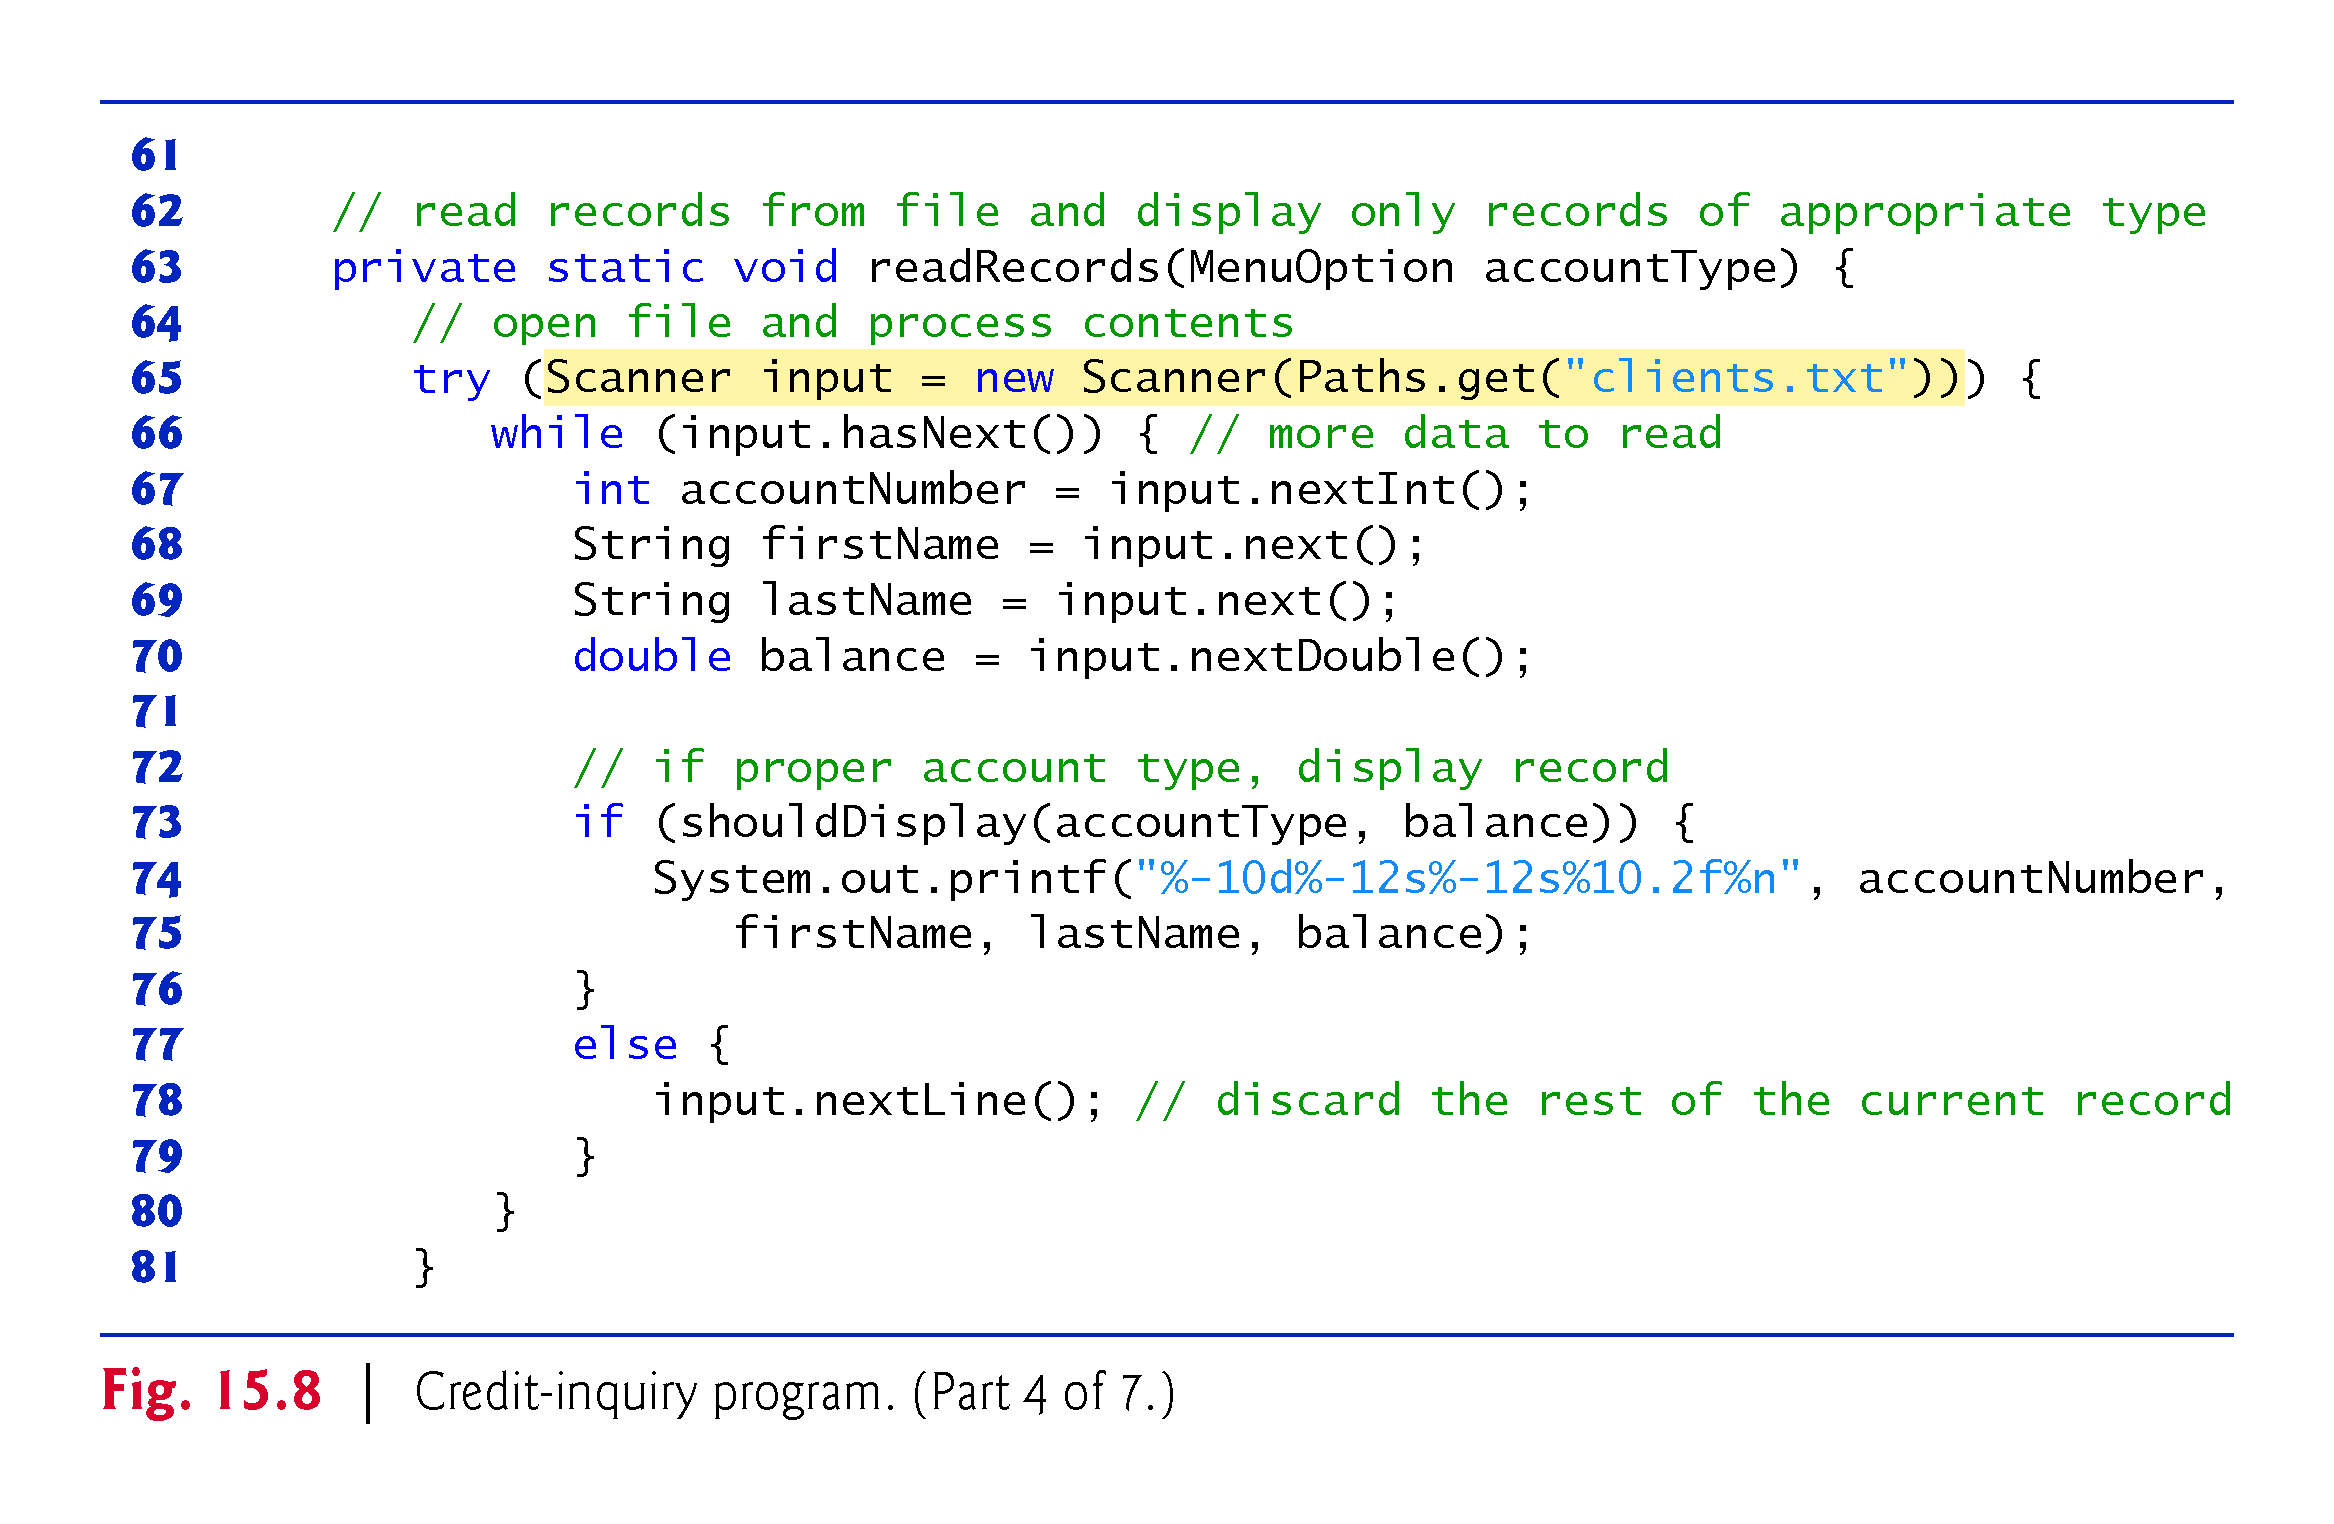 61
62 // read records from file and display only records of appropriate type
63 private static void readRecords(MenuOption accountType) {
64 // open file and process contents
65 try (Scanner input = new Scanner(Paths.get("clients.txt"))) {
66 while (input.hasNext()) { // more data to read
67 int accountNumber = input.nextInt();
68 String firstName = input.next();
69 String lastName = input.next();
70 double balance = input.nextDouble();
71
72 // if proper account type, display record
73 if (shouldDisplay(accountType, balance)) {
74 System.out.printf("%-10d%-12s%-12s%10.2f%n", accountNumber,
75 firstName, lastName, balance);
76 }
77 else {
78 input.nextLine(); // discard the rest of the current record
79 }
80 }
81 }
Fig. 15.8 | Credit-inquiry program. (Part 4 of 7.)